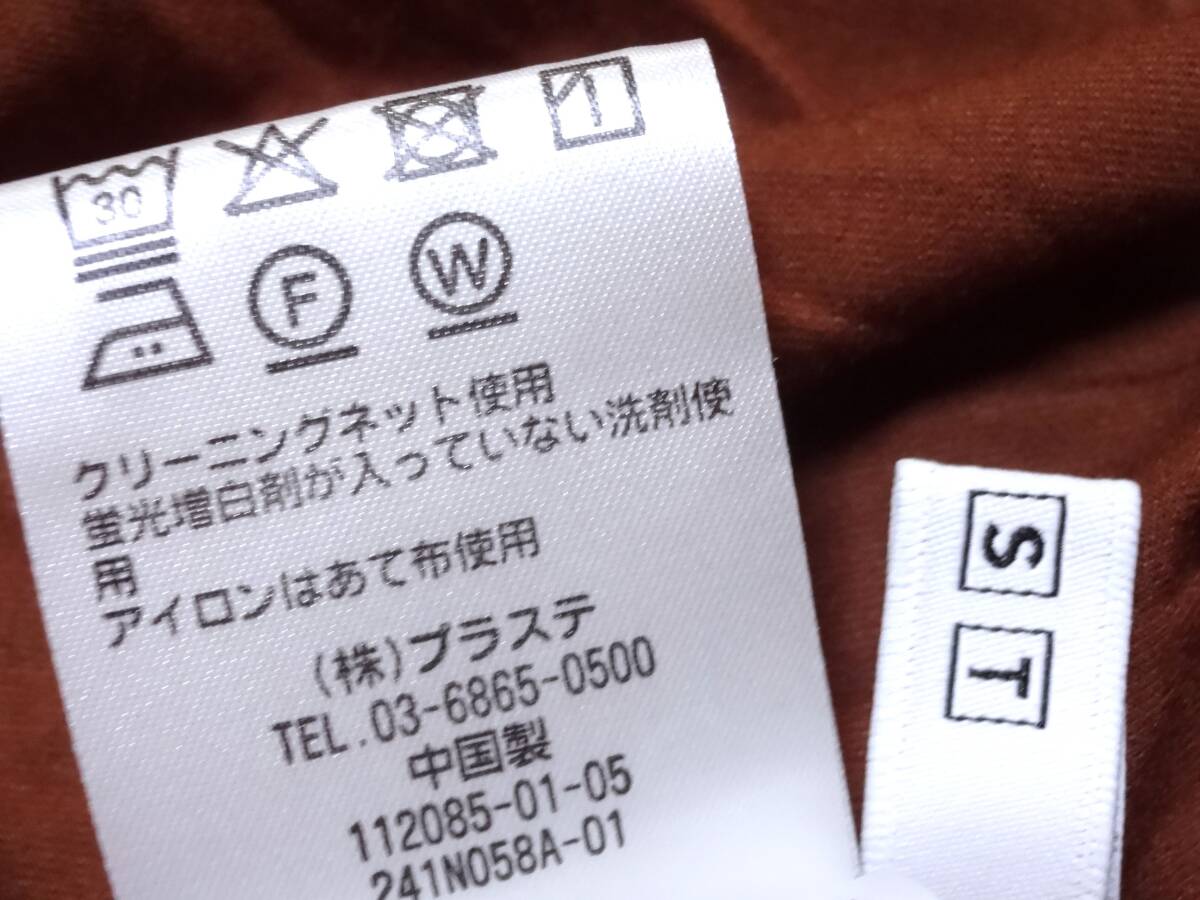 30
F W
クリーニングネット使用
蛍光増白剤が入っていない洗剤使
用
アイロンはあて布使用
(株)プラステ
TEL.03-6865-0500
中国製
112085-01-05
241N058A-01
S
T